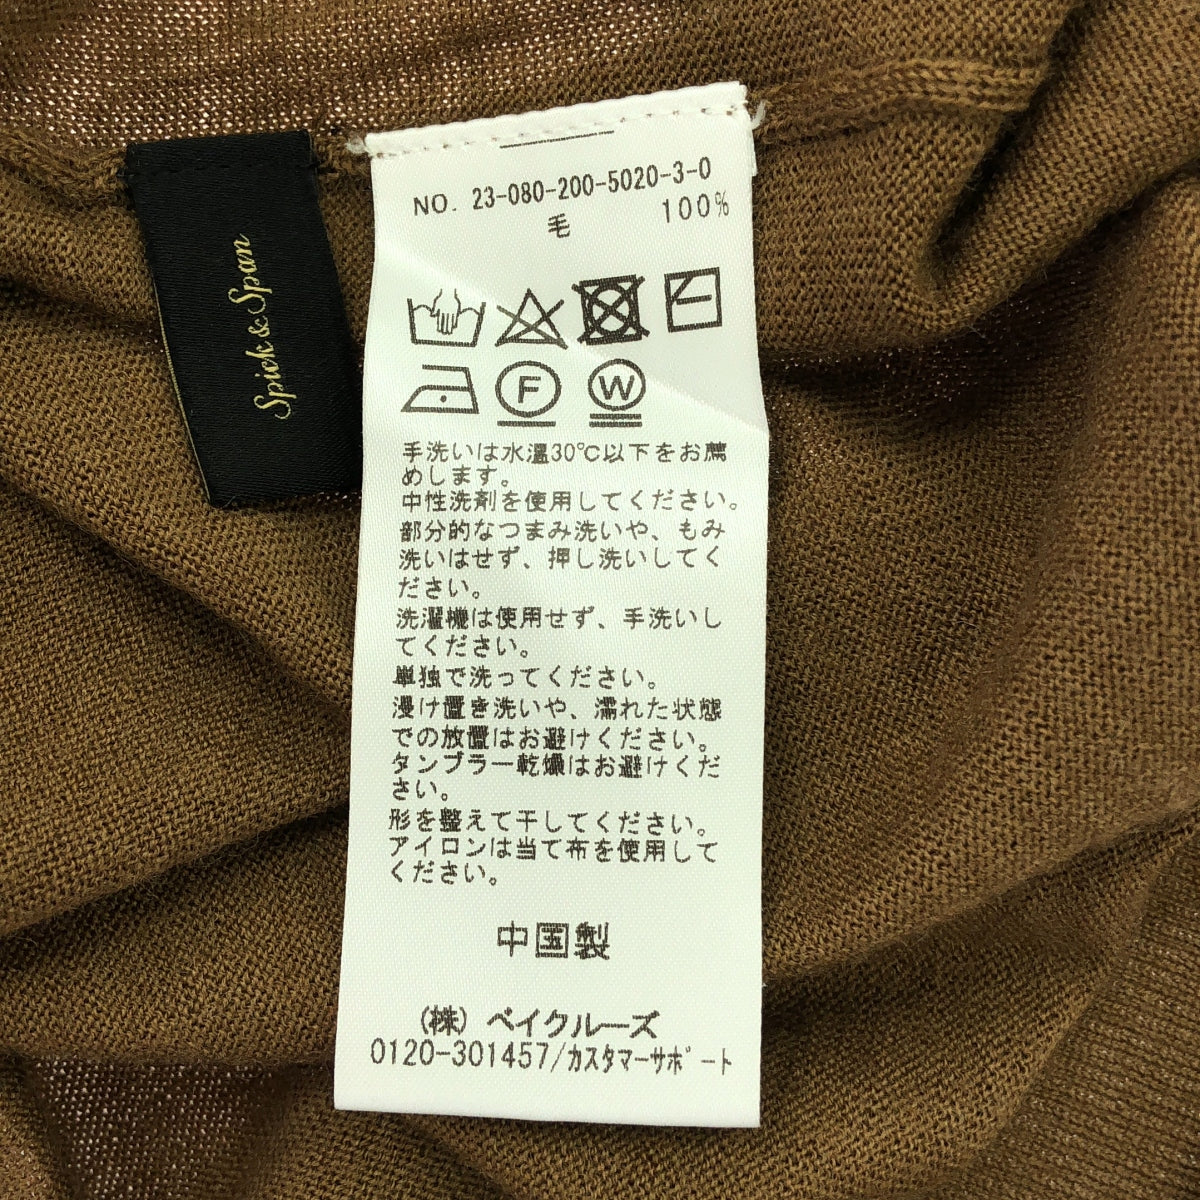 Spick & Span
NO. 23-080-200-5020-3-0
毛 100%
F W
手洗いは水温30℃以下をお薦
めします。
中性洗剤を使用してください。
部分的なつまみ洗いや、もみ
洗いはせず、押し洗いしてく
ださい。
洗濯機は使用せず、手洗いし
てください。
単独で洗ってください。
浸け置き洗いや、濡れた状態
での放置はお避けください。
タンブラー乾燥はお避けくだ
さい。
形を整えて干してください。
アイロンは当て布を使用して
ください。
中国製
(株) ベイクルーズ
0120-301457/カスタマーサポート